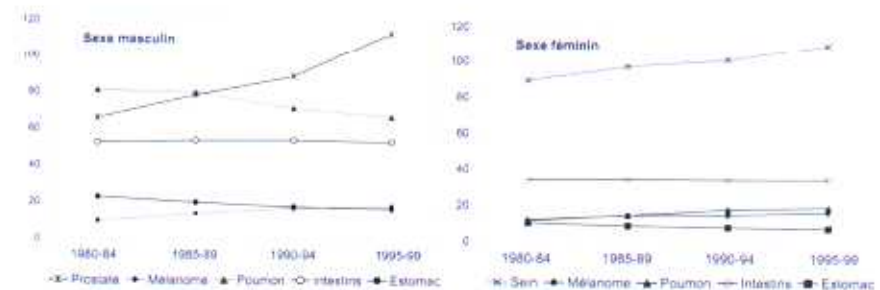 Sexe masculin
120
100
80
60
40
20
0
1980-84 1985-89 1990-94 1995-99
Prostate Mélanome Poumon Intestins Estomac
Sexe féminin
120
100
80
60
40
20
0
1980-84 1985-89 1990-94 1995-99
Sein Mélanome Poumon Intestins Estomac